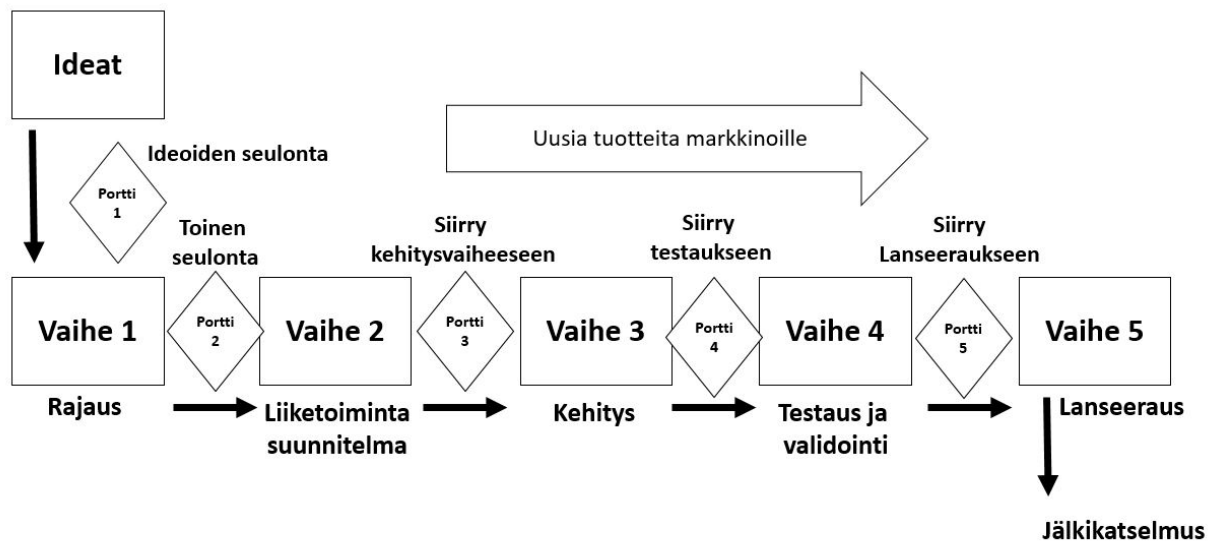 Ideat
Uusia tuotteita markkinoille
Ideoiden seulonta
Portti
1
Toinen
seulonta
Siirry
kehitysvaiheeseen
Siirry
testaukseen
Siirry
Lanseeraukseen
Vaihe 1
Portti
2
Vaihe 2
Portti
3
Vaihe 3
Portti
4
Vaihe 4
Portti
5
Vaihe 5
Rajaus
Liiketoiminta
suunnitelma
Kehitys
Testaus ja
validointi
Lanseeraus
Jälkikatselmus